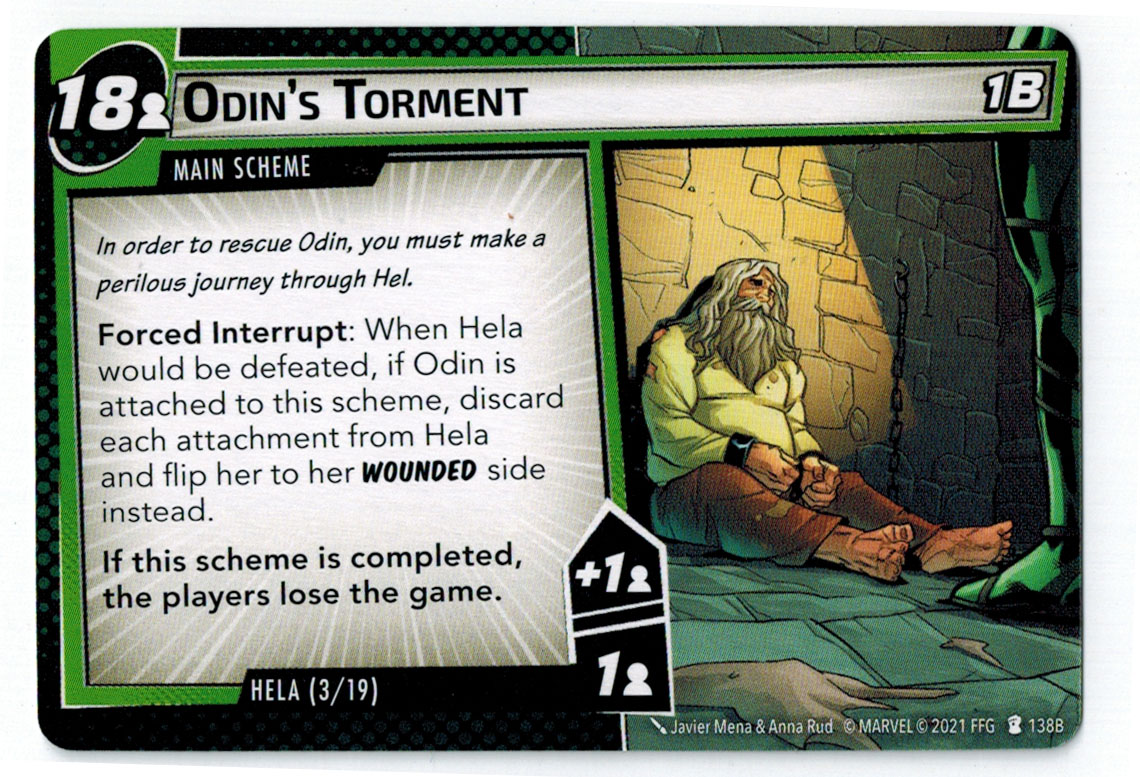 18
ODIN'S TORMENT
1B
MAIN SCHEME
In order to rescue Odin, you must make a
perilous journey through Hel.
Forced Interrupt: When Hela
would be defeated, if Odin is
attached to this scheme, discard
each attachment from Hela
and flip her to her WOUNDED side
instead.
If this scheme is completed,
the players lose the game.
+1
1
HELA (3/19)
Javier Mena & Anna Rud © MARVEL © 2021 FFG 138B